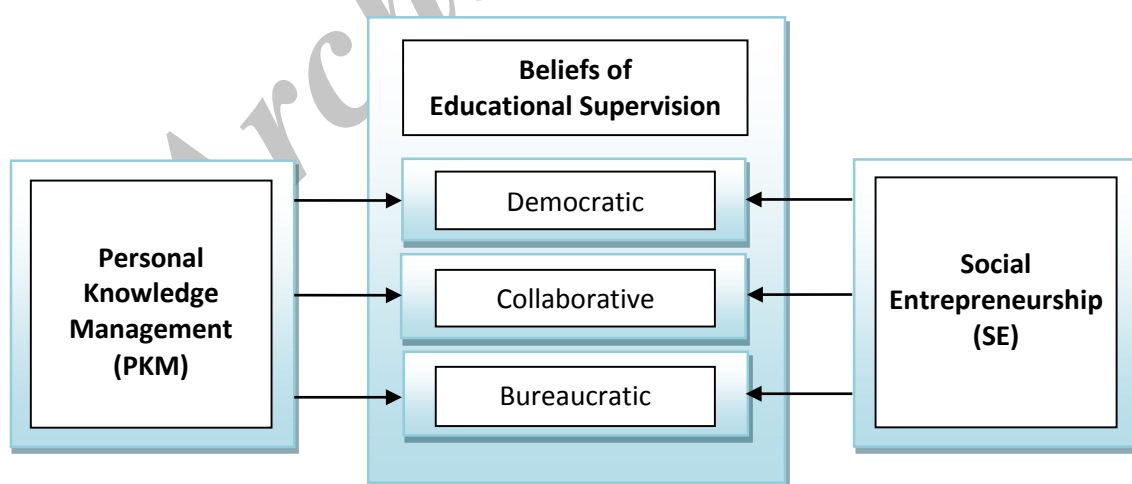 Beliefs of
Educational Supervision
Personal
Knowledge
Management
(PKM)
Democratic
Collaborative
Bureaucratic
Social
Entrepreneurship
(SE)